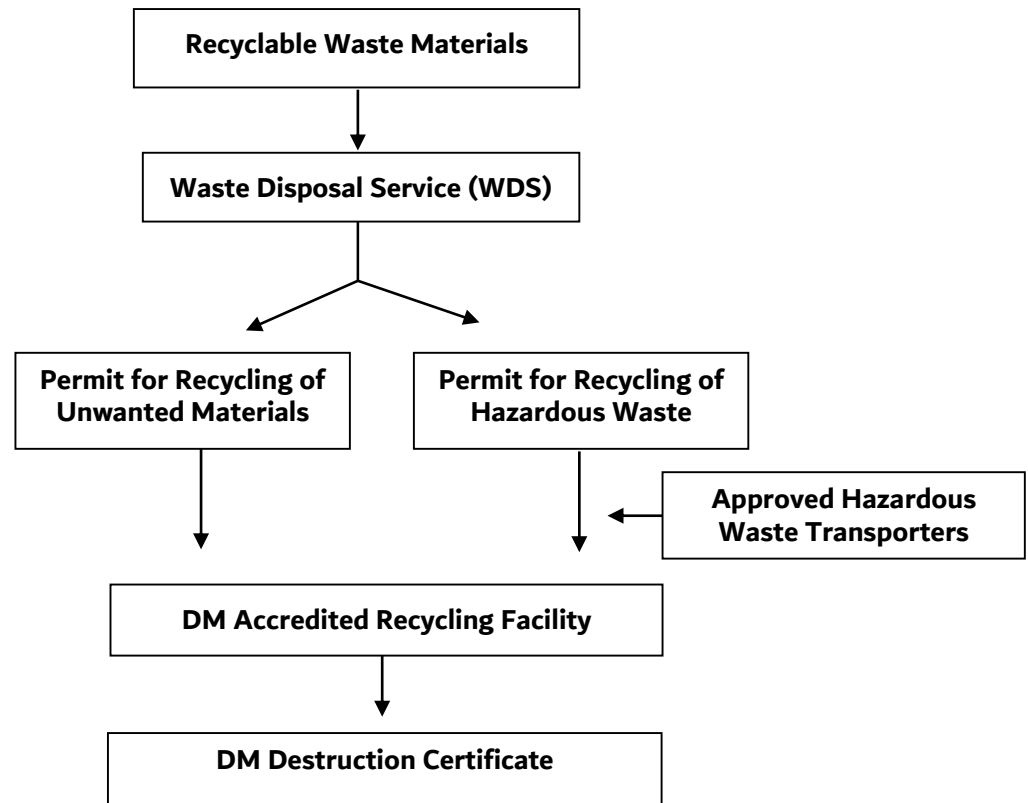 Recyclable Waste Materials
Waste Disposal Service (WDS)
Permit for Recycling of
Unwanted Materials
Permit for Recycling of
Hazardous Waste
Approved Hazardous
Waste Transporters
DM Accredited Recycling Facility
DM Destruction Certificate